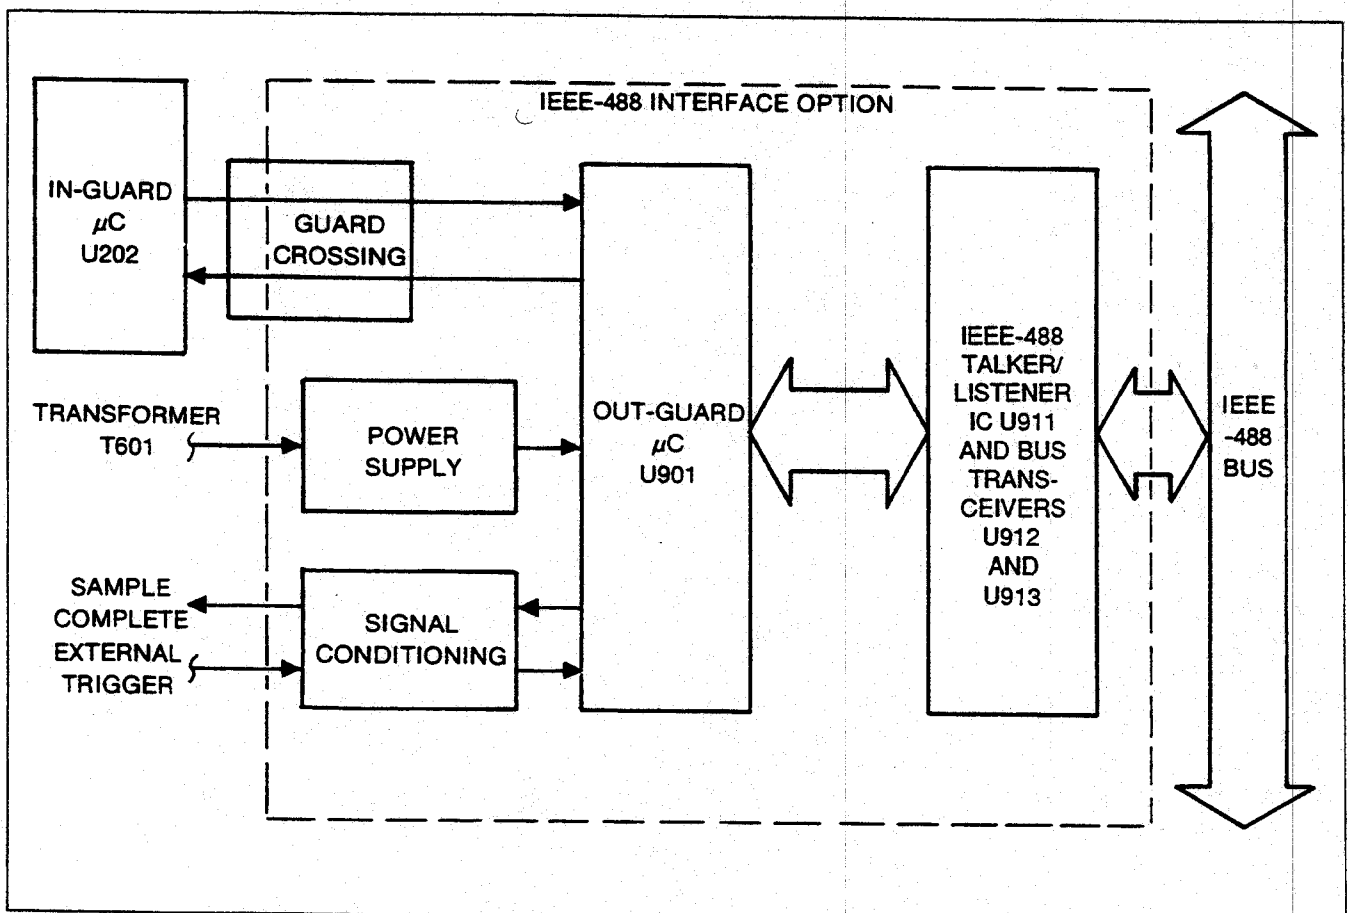 IEEE-488 INTERFACE OPTION
IN-GUARD
μC
U202
GUARD
CROSSING
TRANSFORMER
T601
POWER
SUPPLY
SAMPLE
COMPLETE
EXTERNAL
TRIGGER
SIGNAL
CONDITIONING
OUT-GUARD
μC
U901
IEEE-488
TALKER/
LISTENER
IC U911
AND BUS
TRANS-
CEIVERS
U912
AND
U913
IEEE
-488
BUS